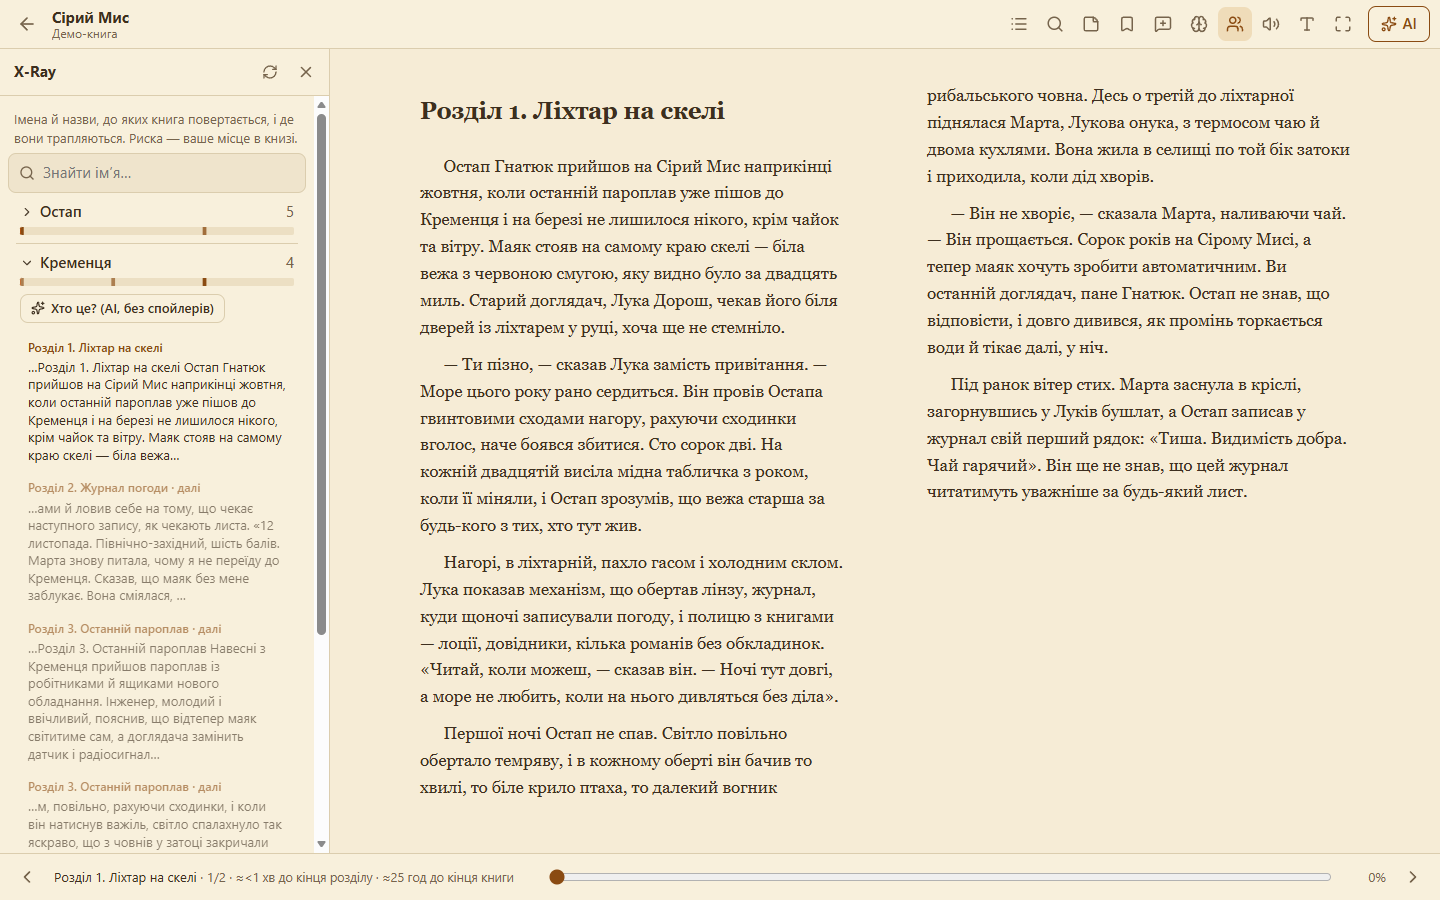 Сірий Мис
Демо-книга
AI
X-Ray
Імена й назви, до яких книга повертається, і де
вони трапляються. Риска — ваше місце в книзі.
Знайти ім’я…
Остап 5
Кременця 4
Хто це? (AI, без спойлерів)
Розділ 1. Ліхтар на скелі
…Розділ 1. Ліхтар на скелі Остап Гнатюк
прийшов на Сірий Мис наприкінці жовтня,
коли останній пароплав уже пішов до
Кременця і на березі не лишилося нікого,
крім чайок та вітру. Маяк стояв на самому
краю скелі — біла вежа…
Розділ 2. Журнал погоди · далі
…ами й ловив себе на тому, що чекає
наступного запису, як чекають листа. «12
листопада. Північно-західний, шість балів.
Марта знову питала, чому я не переїду до
Кременця. Сказав, що маяк без мене
заблукає. Вона сміялася, …
Розділ 3. Останній пароплав · далі
…Розділ 3. Останній пароплав Навесні з
Кременця прийшов пароплав із
робітниками й ящиками нового
обладнання. Інженер, молодий і
ввічливий, пояснив, що відтепер маяк
світитиме сам, а доглядача замінить
датчик і радіосигнал…
Розділ 3. Останній пароплав · далі
…м, повільно, рахуючи сходинки, і коли
він натиснув важіль, світло спалахнуло так
яскраво, що з човнів у затоці закричали
Розділ 1. Ліхтар на скелі
Остап Гнатюк прийшов на Сірий Мис наприкінці
жовтня, коли останній пароплав уже пішов до
Кременця і на березі не лишилося нікого, крім чайок
та вітру. Маяк стояв на самому краю скелі — біла
вежа з червоною смугою, яку видно було за двадцять
миль. Старий доглядач, Лука Дорош, чекав його біля
дверей із ліхтарем у руці, хоча ще не стемніло.
— Ти пізно, — сказав Лука замість привітання. —
Море цього року рано сердиться. Він провів Остапа
гвинтовими сходами нагору, рахуючи сходинки
вголос, наче боявся збитися. Сто сорок дві. На
кожній двадцятій висіла мідна табличка з роком,
коли її міняли, і Остап зрозумів, що вежа старша за
будь-кого з тих, хто тут жив.
Нагорі, в ліхтарній, пахло гасом і холодним склом.
Лука показав механізм, що обертав лінзу, журнал,
куди щоночі записували погоду, і полицю з книгами
— лоції, довідники, кілька романів без обкладинок.
«Читай, коли можеш, — сказав він. — Ночі тут довгі,
а море не любить, коли на нього дивляться без діла».
Першої ночі Остап не спав. Світло повільно
обертало темряву, і в кожному оберті він бачив то
хвилі, то біле крило птаха, то далекий вогник
рибальського човна. Десь о третій до ліхтарної
піднялася Марта, Лукова онука, з термосом чаю й
двома кухлями. Вона жила в селищі по той бік затоки
і приходила, коли дід хворів.
— Він не хворіє, — сказала Марта, наливаючи чай.
— Він прощається. Сорок років на Сірому Мисі, а
тепер маяк хочуть зробити автоматичним. Ви
останній доглядач, пане Гнатюк. Остап не знав, що
відповісти, і довго дивився, як промінь торкається
води й тікає далі, у ніч.
Під ранок вітер стих. Марта заснула в кріслі,
загорнувшись у Луків бушлат, а Остап записав у
журнал свій перший рядок: «Тиша. Видимість добра.
Чай гарячий». Він ще не знав, що цей журнал
читатимуть уважніше за будь-який лист.
Розділ 1. Ліхтар на скелі · 1/2 · ≈<1 хв до кінця розділу · ≈25 год до кінця книги
0%